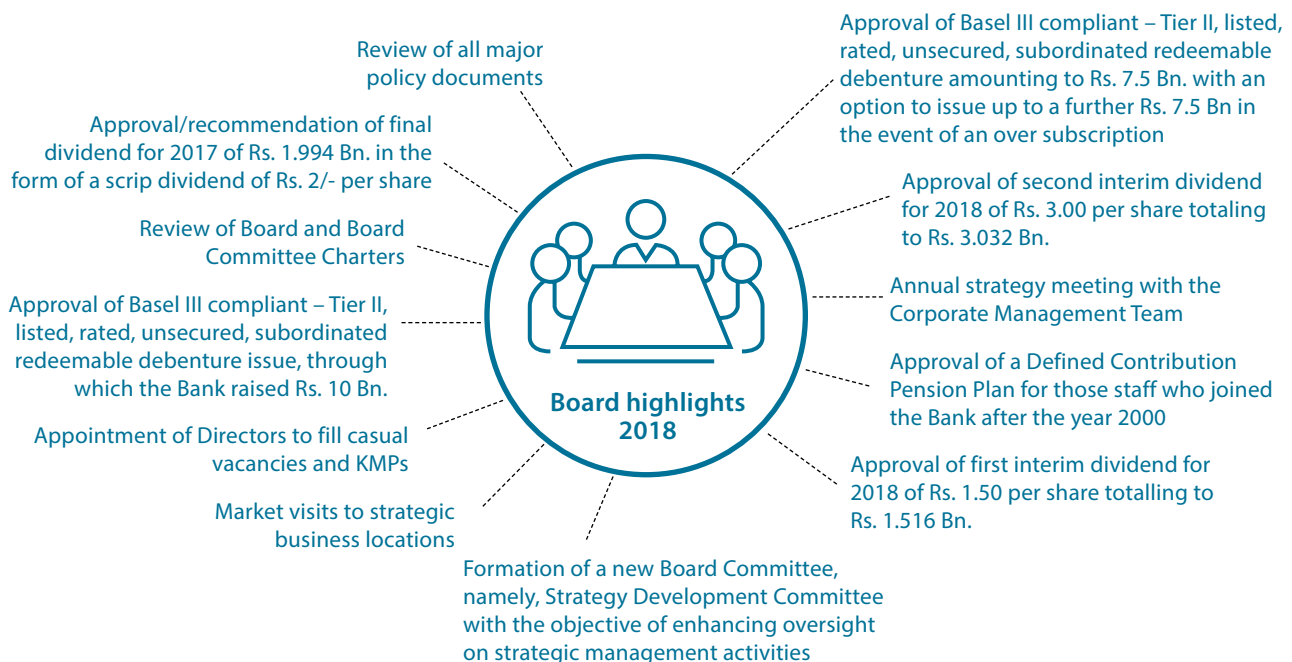 Review of all major
policy documents
Approval/recommendation of final
dividend for 2017 of Rs. 1.994 Bn. in the
form of a scrip dividend of Rs. 2/- per share
Review of Board and Board
Committee Charters
Approval of Basel III compliant – Tier II,
listed, rated, unsecured, subordinated
redeemable debenture issue, through
which the Bank raised Rs. 10 Bn.
Appointment of Directors to fill casual
vacancies and KMPs
Market visits to strategic
business locations
Formation of a new Board Committee,
namely, Strategy Development Committee
with the objective of enhancing oversight
on strategic management activities
Board highlights
2018
Approval of Basel III compliant – Tier II, listed,
rated, unsecured, subordinated redeemable
debenture amounting to Rs. 7.5 Bn. with an
option to issue up to a further Rs. 7.5 Bn in
the event of an over subscription
Approval of second interim dividend
for 2018 of Rs. 3.00 per share totaling
to Rs. 3.032 Bn.
Annual strategy meeting with the
Corporate Management Team
Approval of a Defined Contribution
Pension Plan for those staff who joined
the Bank after the year 2000
Approval of first interim dividend for
2018 of Rs. 1.50 per share totalling to
Rs. 1.516 Bn.